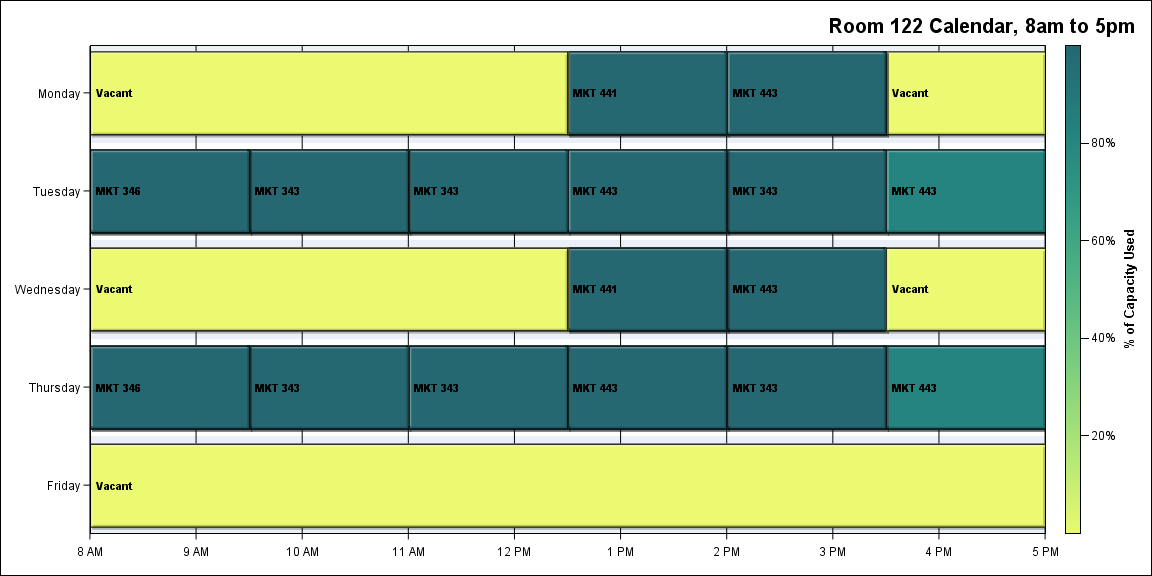 Room 122 Calendar, 8am to 5pm
Monday
Vacant
MKT 441
MKT 443
Vacant
Tuesday
MKT 346
MKT 343
MKT 343
MKT 443
MKT 343
MKT 443
Wednesday
Vacant
MKT 441
MKT 443
Vacant
Thursday
MKT 346
MKT 343
MKT 343
MKT 443
MKT 343
MKT 443
Friday
Vacant
8 AM
9 AM
10 AM
11 AM
12 PM
1 PM
2 PM
3 PM
4 PM
5 PM
80%
60%
40%
20%
% of Capacity Used